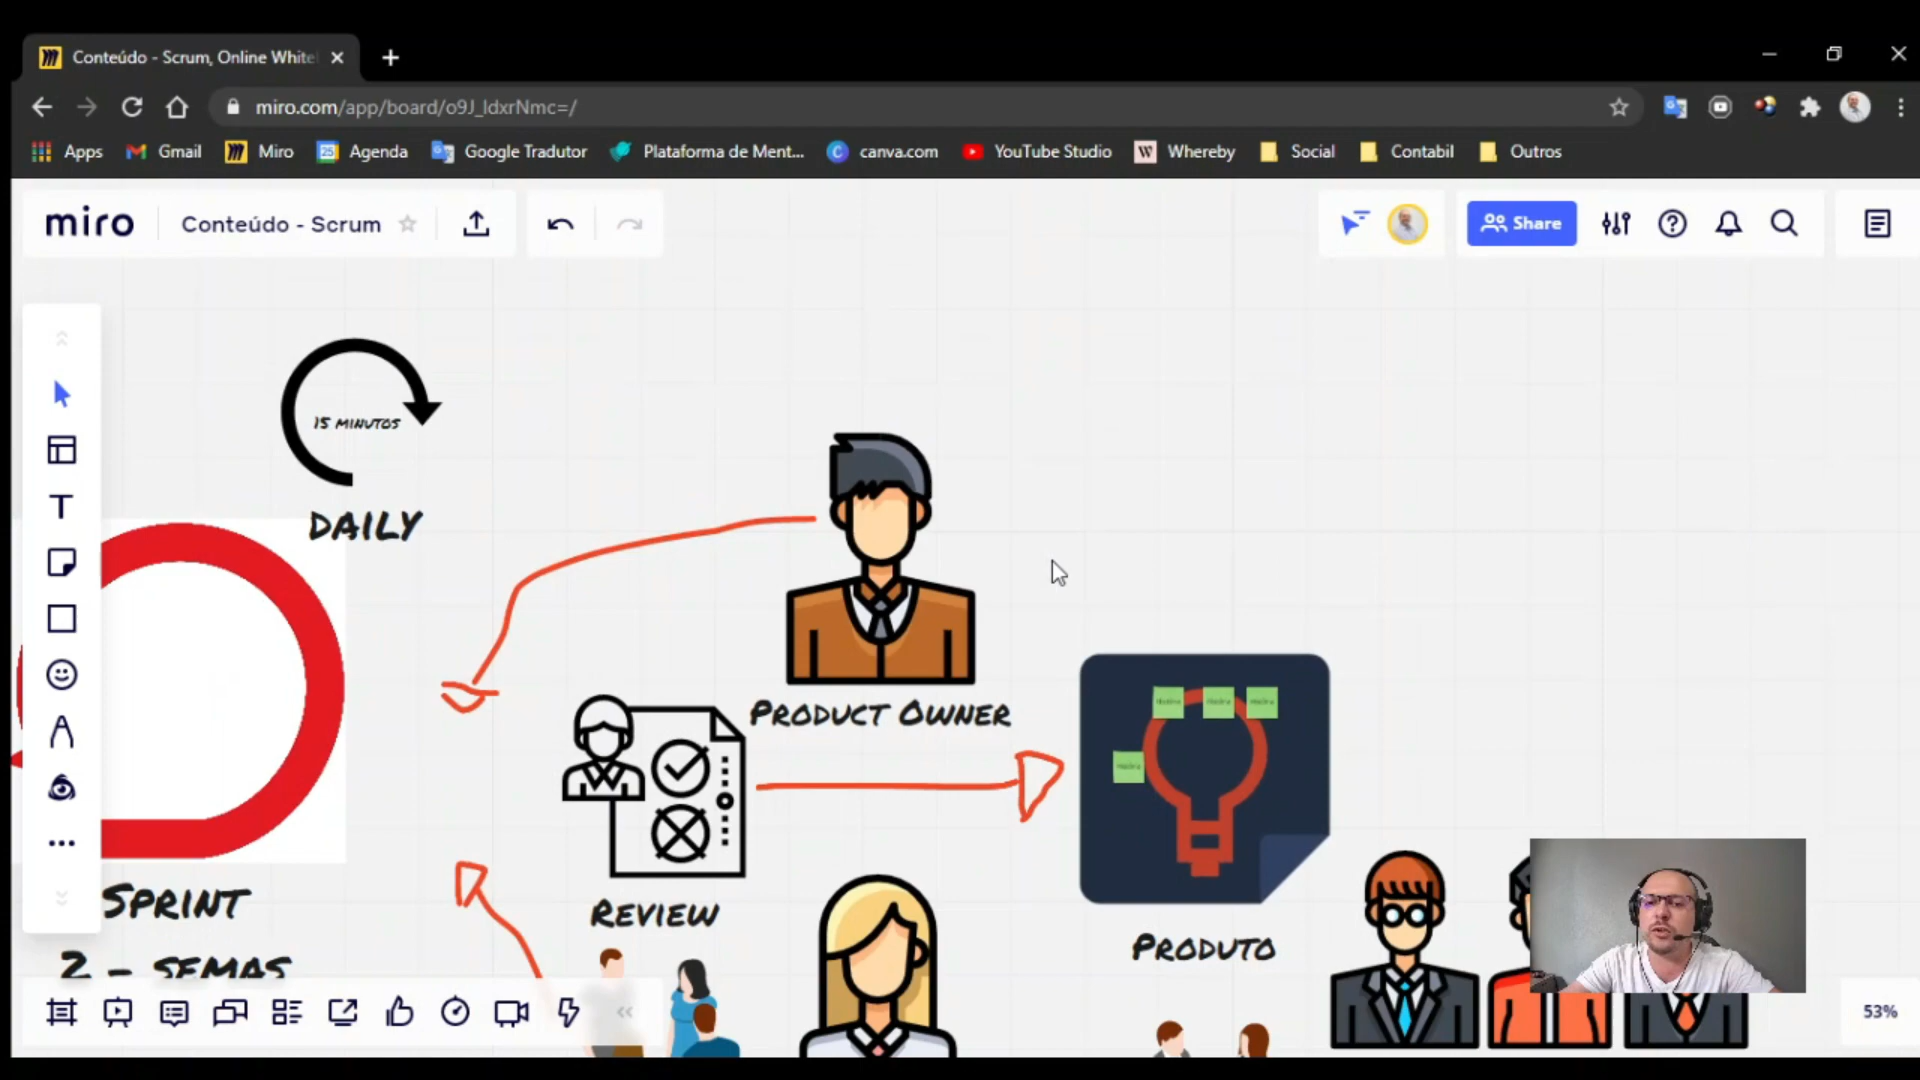 Conteúdo - Scrum, Online White
miro.com/app/board/o9J_ldxrNmc=/
Apps
Gmail
Miro
25
Agenda
Google Tradutor
Plataforma de Ment...
canva.com
YouTube Studio
Whereby
Social
Contabil
Outros
miro
Conteúdo - Scrum
Share
15 MINUTOS
DAILY
PRODUCT OWNER
SPRINT
2 - SEMAS
REVIEW
PRODUTO
53%